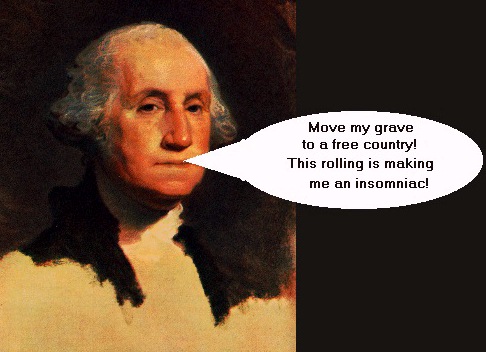 Move my grave
to a free country!
This rolling is making
me an insomniac!